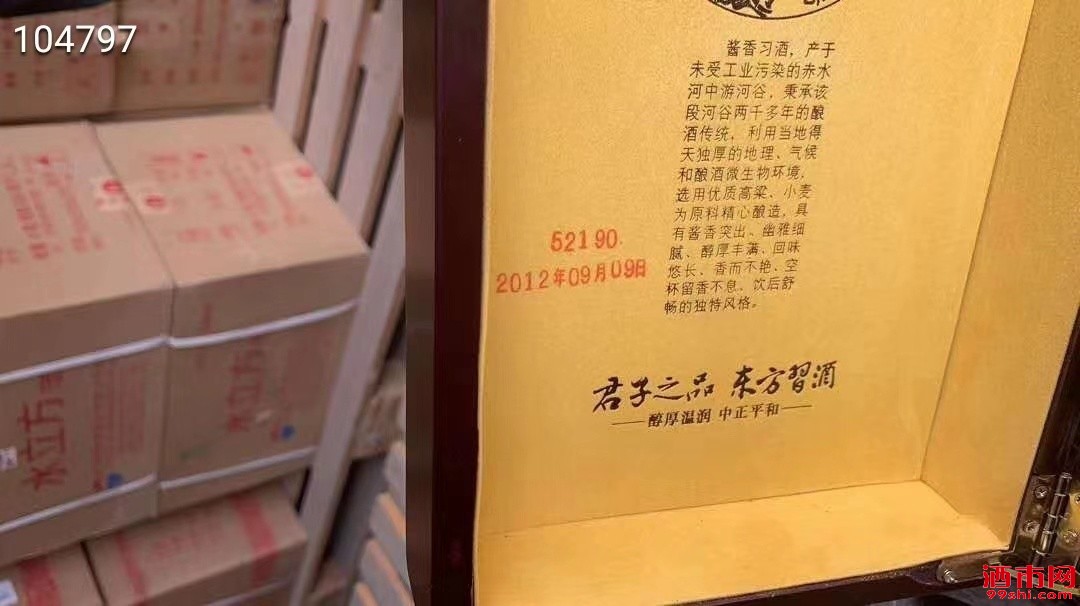 104797
水立方
水立方
酱香习酒，产于
未受工业污染的赤水
河中游河谷，秉承该
段河谷两千多年的酿
酒传统，利用当地得
天独厚的地理、气候
和酿酒微生物环境，
选用优质高粱、小麦
为原料精心酿造，具
有酱香突出、幽雅细
腻、醇厚丰满、回味
悠长、香而不艳、空
杯留香不息、饮后舒
畅的独特风格。
52190
2012年09月09日
君子之品 东方習酒
——醇厚温润 中正平和——
酒市网
99shi.com